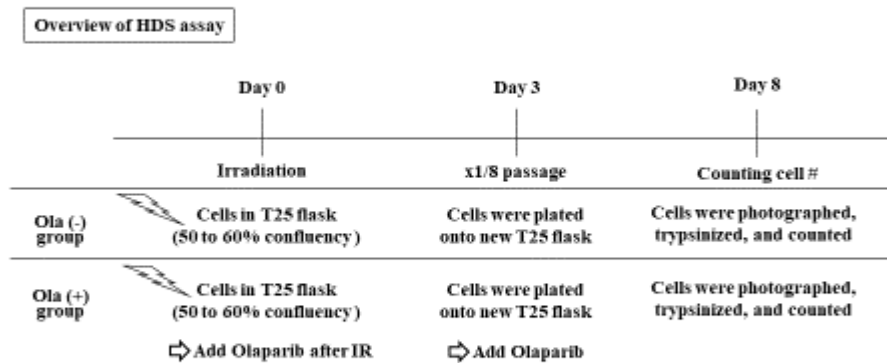 Overview of HDS assay
Day 0 Day 3 Day 8
Irradiation x1/8 passage Counting cell #
Ola (-) group
Cells in T25 flask
(50 to 60% confluency)
Cells were plated
onto new T25 flask
Cells were photographed,
trypsinized, and counted
Ola (+) group
Cells in T25 flask
(50 to 60% confluency)
Cells were plated
onto new T25 flask
Cells were photographed,
trypsinized, and counted
⇨ Add Olaparib after IR ⇨ Add Olaparib